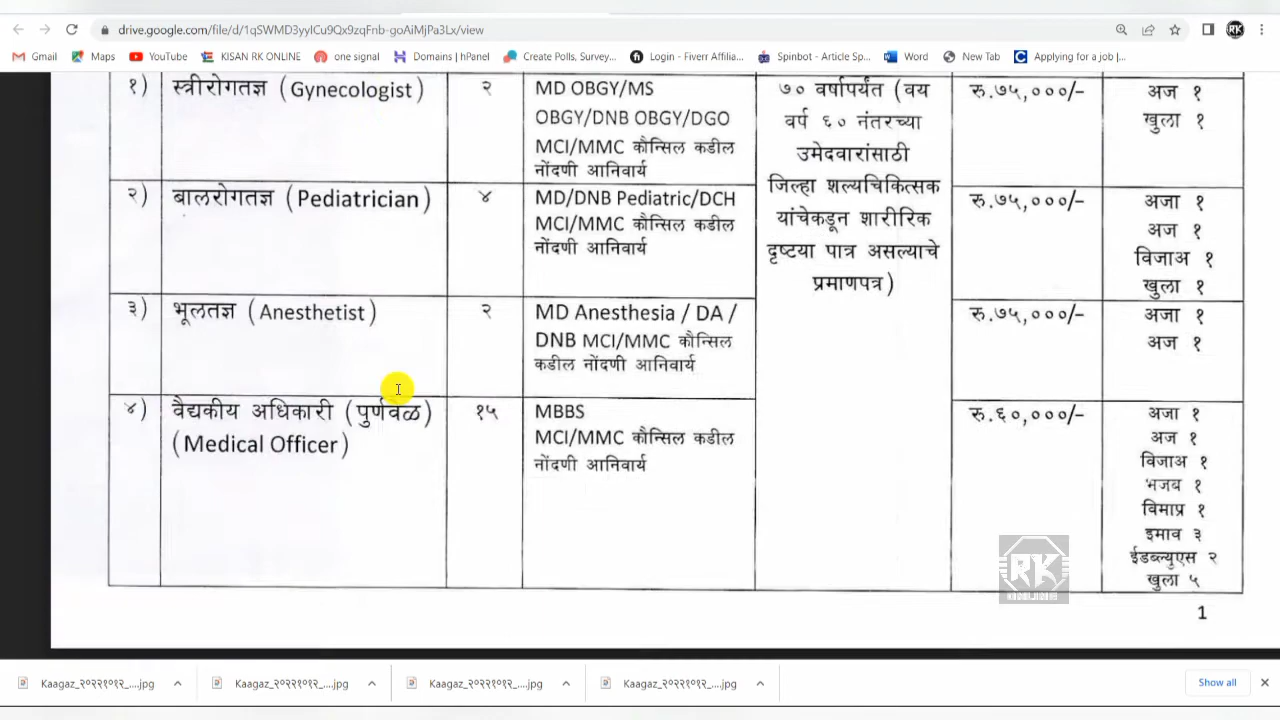 drive.google.com/file/d/1qSWMD3yyICu9Qx9zqFnb-goAiMjPa3Lx/view
Gmail Maps YouTube KISAN RK ONLINE one signal Domains | hPanel Create Polls, Survey... Login - Fiverr Affilia... Spinbot - Article Sp... Word New Tab Applying for a job |...
१) स्त्रीरोगतज्ञ (Gynecologist)
२
MD OBGY/MS
OBGY/DNB OBGY/DGO
MCI/MMC कौन्सिल कडील
नोंदणी आनिवार्य
७० वर्षापर्यंत (वय
वर्ष ६० नंतरच्या
उमेदवारांसाठी
जिल्हा शल्यचिकित्सक
यांचेकडून शारीरिक
दृष्टया पात्र असल्याचे
प्रमाणपत्र)
रु.७५,०००/-
अज १
खुला १
२) बालरोगतज्ञ (Pediatrician)
४
MD/DNB Pediatric/DCH
MCI/MMC कौन्सिल कडील
नोंदणी आनिवार्य
रु.७५,०००/-
अजा १
अज १
विजाअ १
खुला १
३) भूलतज्ञ (Anesthetist)
२
MD Anesthesia / DA /
DNB MCI/MMC कौन्सिल
कडील नोंदणी आनिवार्य
रु.७५,०००/-
अजा १
अज १
४) वैद्यकीय अधिकारी (पुर्णवेळ)
(Medical Officer)
१५
MBBS
MCI/MMC कौन्सिल कडील
नोंदणी आनिवार्य
रु.६०,०००/-
अजा १
अज १
विजाअ १
भजब १
विमाप्र १
इमाव ३
ईडब्ल्युएस २
खुला ५
RK
ONLINE
1
Kaagaz_२०२२१०१२_....jpg Kaagaz_२०२२१०१२_....jpg Kaagaz_२०२२१०१२_....jpg Kaagaz_२०२२१०१२_....jpg Show all